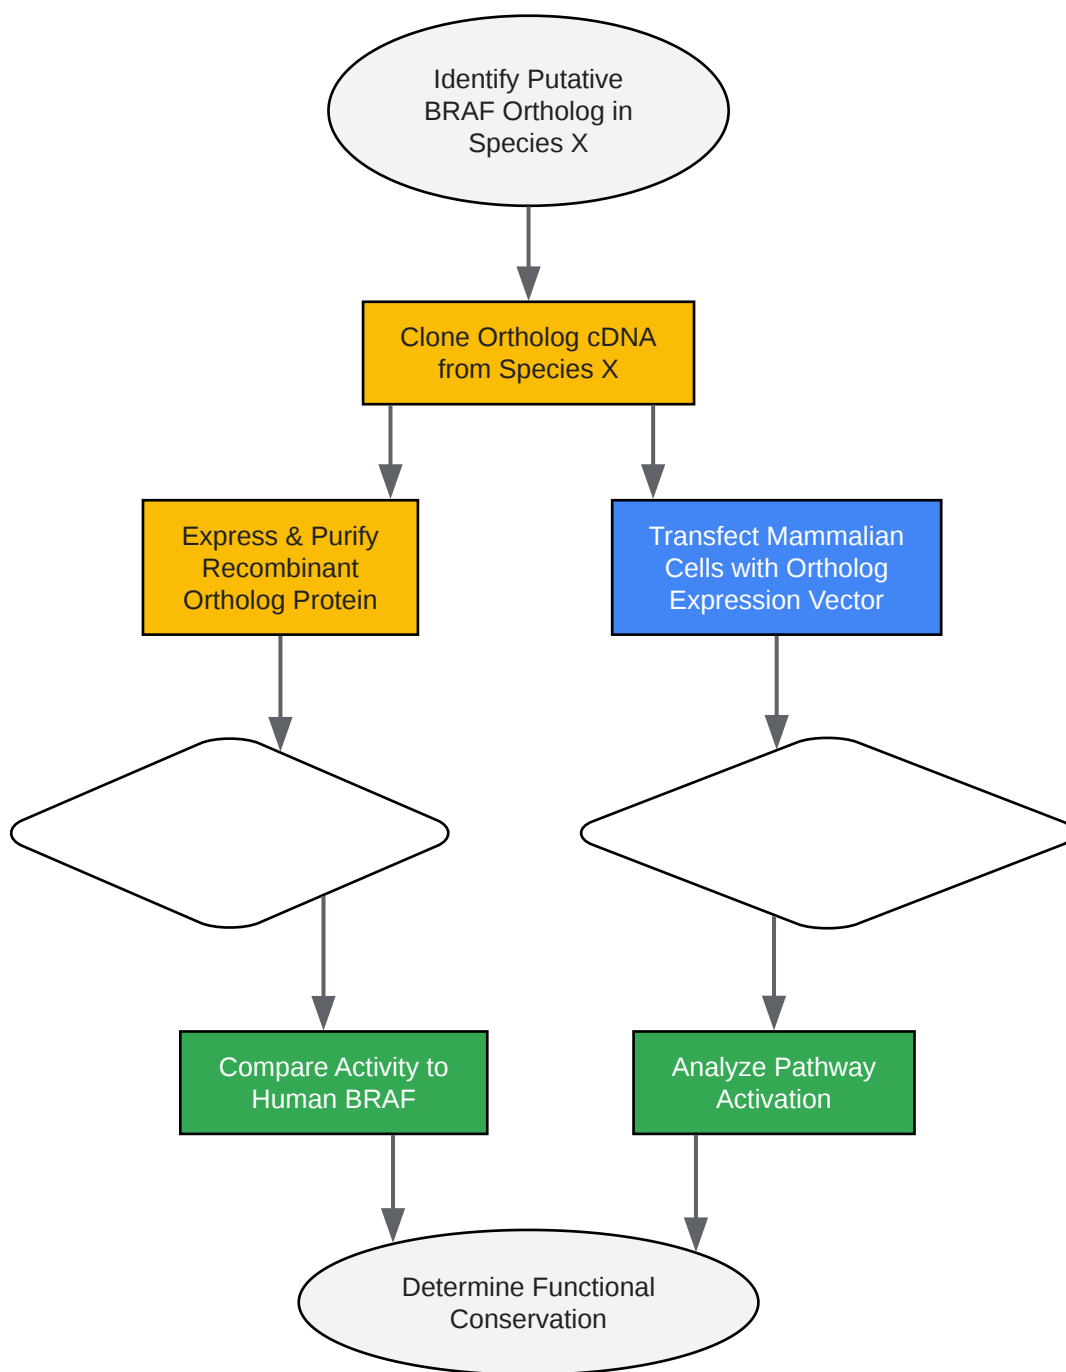 Identify Putative
BRAF Ortholog in
Species X
Clone Ortholog cDNA
from Species X
Express & Purify
Recombinant
Ortholog Protein
Transfect Mammalian
Cells with Ortholog
Expression Vector
Compare Activity to
Human BRAF
Analyze Pathway
Activation
Determine Functional
Conservation